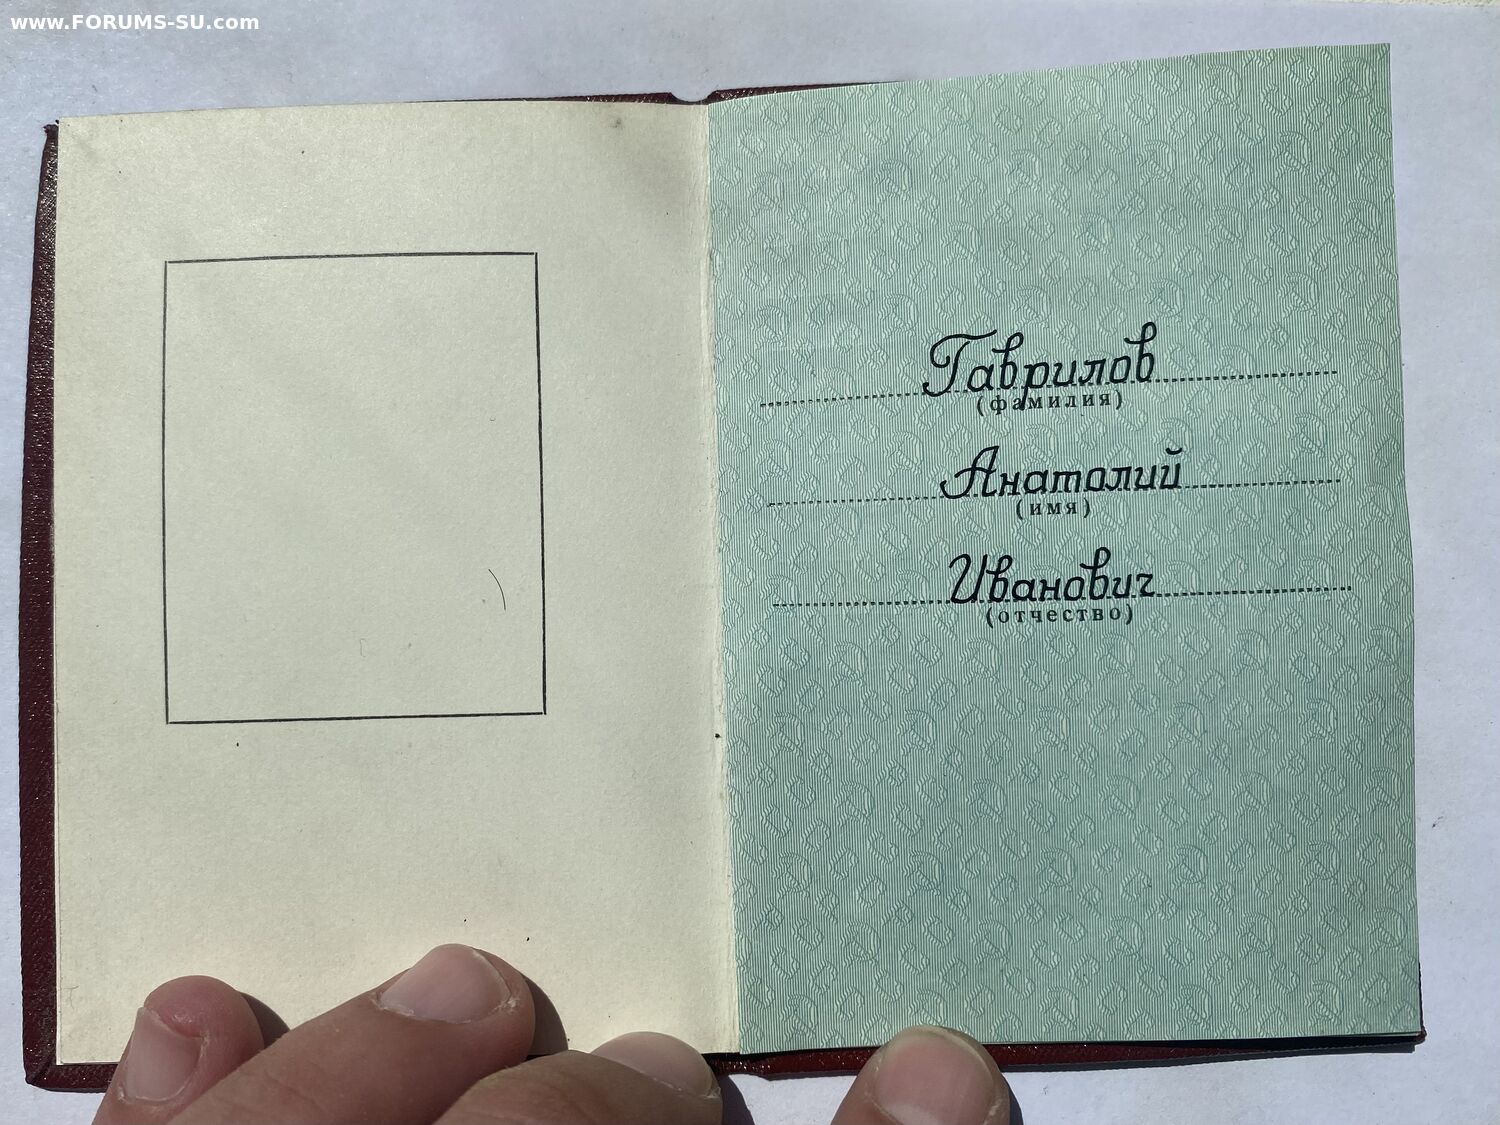 www.FORUMS-SU.com
Гаврилов
(фамилия)
Анатолий
(имя)
Иванович
(отчество)